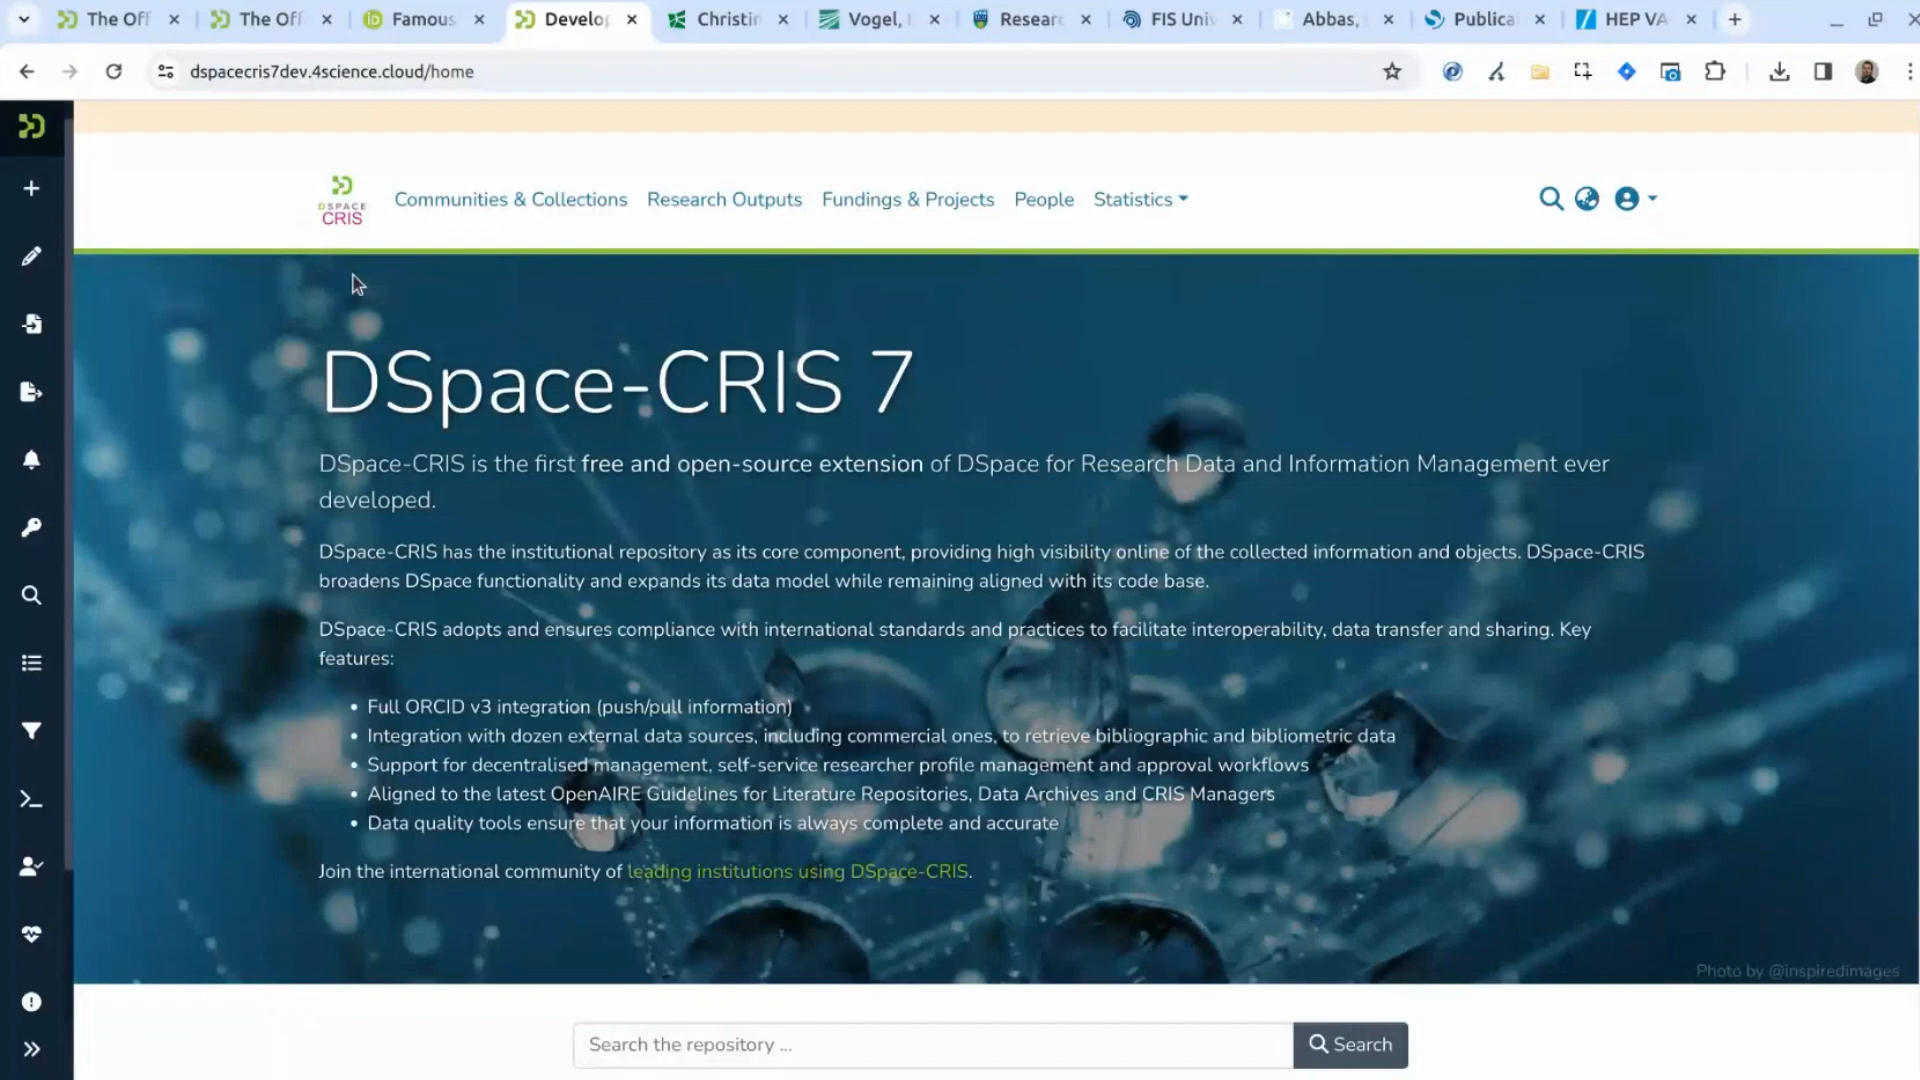 The Off
The Off
Famous
Develo
Christin
Vogel,
Researc
FIS Univ
Abbas,
Publica
HEP VA
dspacecris7dev.4science.cloud/home
DSPACE
CRIS
Communities & Collections
Research Outputs
Fundings & Projects
People
Statistics
DSpace-CRIS 7
DSpace-CRIS is the first free and open-source extension of DSpace for Research Data and Information Management ever
developed.
DSpace-CRIS has the institutional repository as its core component, providing high visibility online of the collected information and objects. DSpace-CRIS
broadens DSpace functionality and expands its data model while remaining aligned with its code base.
DSpace-CRIS adopts and ensures compliance with international standards and practices to facilitate interoperability, data transfer and sharing. Key
features:
• Full ORCID v3 integration (push/pull information)
• Integration with dozen external data sources, including commercial ones, to retrieve bibliographic and bibliometric data
• Support for decentralised management, self-service researcher profile management and approval workflows
• Aligned to the latest OpenAIRE Guidelines for Literature Repositories, Data Archives and CRIS Managers
• Data quality tools ensure that your information is always complete and accurate
Join the international community of leading institutions using DSpace-CRIS.
Photo by @inspiredimages
Search the repository ...
Search